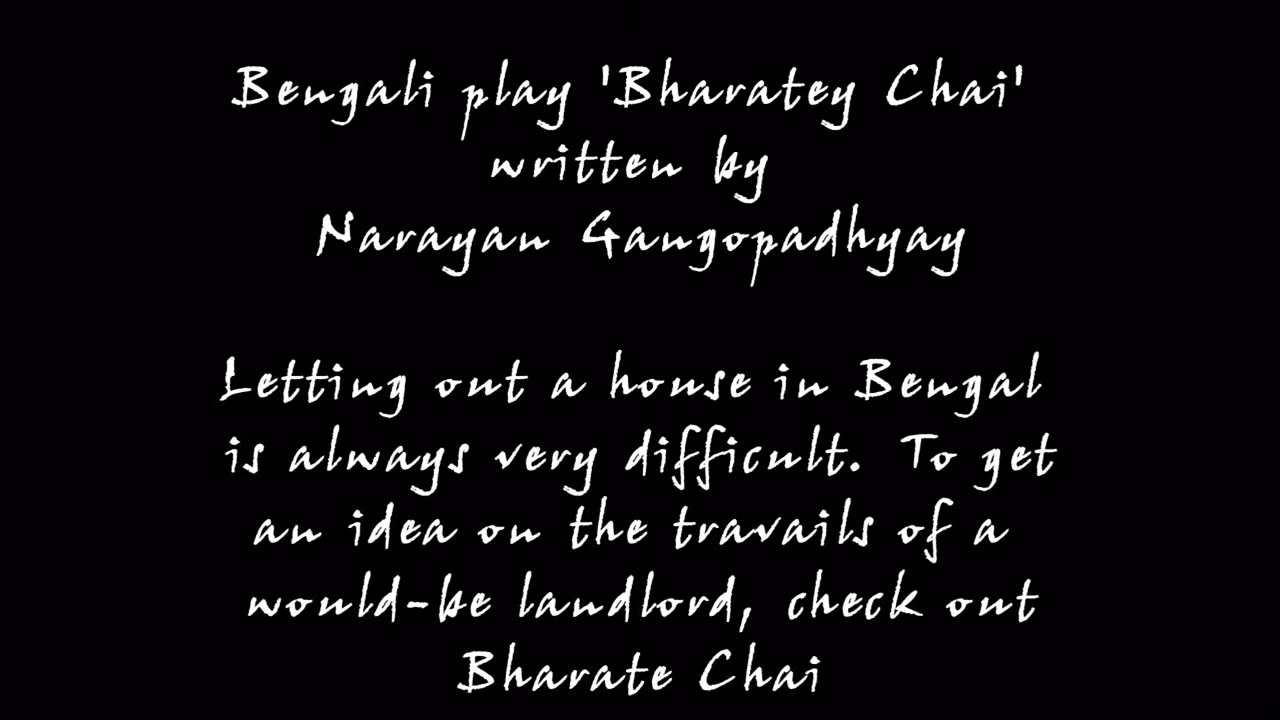 Bengali play 'Bharatey Chai'
written by
Narayan Gangopadhyay
Letting out a house in Bengal
is always very difficult. To get
an idea on the travails of a
would-be landlord, check out
Bharate Chai